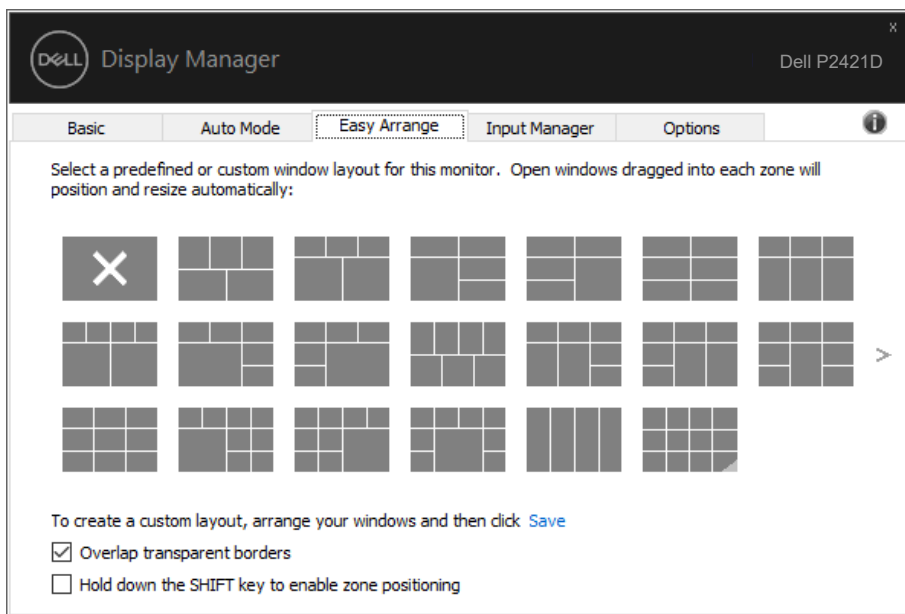 x
DELL Display Manager
Dell P2421D
Basic Auto Mode Easy Arrange Input Manager Options i
Select a predefined or custom window layout for this monitor. Open windows dragged into each zone will
position and resize automatically:
>
To create a custom layout, arrange your windows and then click Save
Overlap transparent borders
Hold down the SHIFT key to enable zone positioning